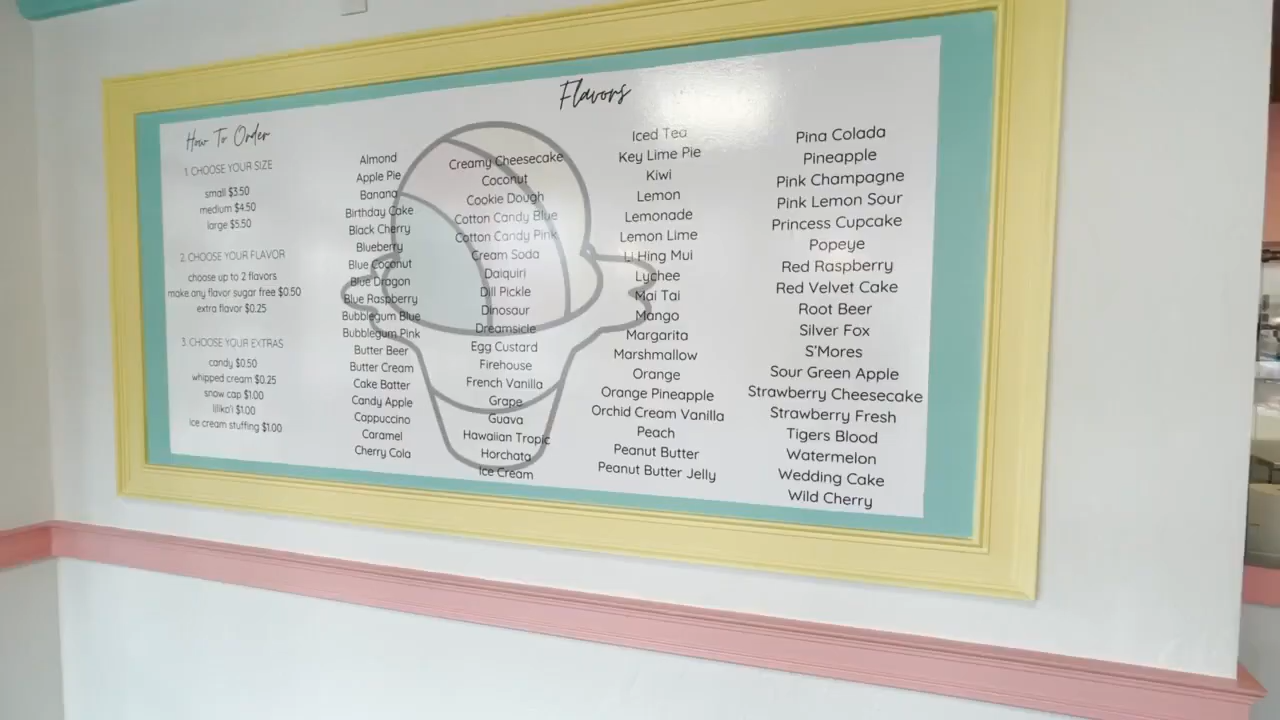 Flavors
How To Order
1. CHOOSE YOUR SIZE
small $3.50
medium $4.50
large $5.50
2. CHOOSE YOUR FLAVOR
choose up to 2 flavors
make any flavor sugar free $0.50
extra flavor $0.25
3. CHOOSE YOUR EXTRAS
candy $0.50
whipped cream $0.25
snow cap $1.00
liliko'i $1.00
ice cream stuffing $1.00
Almond
Apple Pie
Banana
Birthday Cake
Black Cherry
Blueberry
Blue Coconut
Blue Dragon
Blue Raspberry
Bubblegum Blue
Bubblegum Pink
Butter Beer
Butter Cream
Cake Batter
Candy Apple
Cappuccino
Caramel
Cherry Cola
Creamy Cheesecake
Coconut
Cookie Dough
Cotton Candy Blue
Cotton Candy Pink
Cream Soda
Daiquiri
Dill Pickle
Dinosaur
Dreamsicle
Egg Custard
Firehouse
French Vanilla
Grape
Guava
Hawaiian Tropic
Horchata
Ice Cream
Iced Tea
Key Lime Pie
Kiwi
Lemon
Lemonade
Lemon Lime
Li Hing Mui
Lychee
Mai Tai
Mango
Margarita
Marshmallow
Orange
Orange Pineapple
Orchid Cream Vanilla
Peach
Peanut Butter
Peanut Butter Jelly
Pina Colada
Pineapple
Pink Champagne
Pink Lemon Sour
Princess Cupcake
Popeye
Red Raspberry
Red Velvet Cake
Root Beer
Silver Fox
S'Mores
Sour Green Apple
Strawberry Cheesecake
Strawberry Fresh
Tigers Blood
Watermelon
Wedding Cake
Wild Cherry